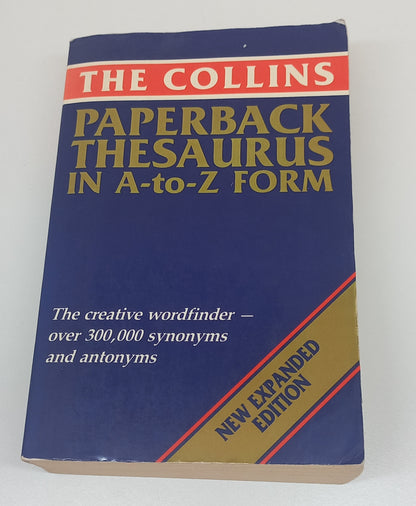 THE COLLINS
PAPERBACK
THESAURUS
IN A-to-Z FORM
The creative wordfinder –
over 300,000 synonyms
and antonyms
NEW EXPANDED
EDITION